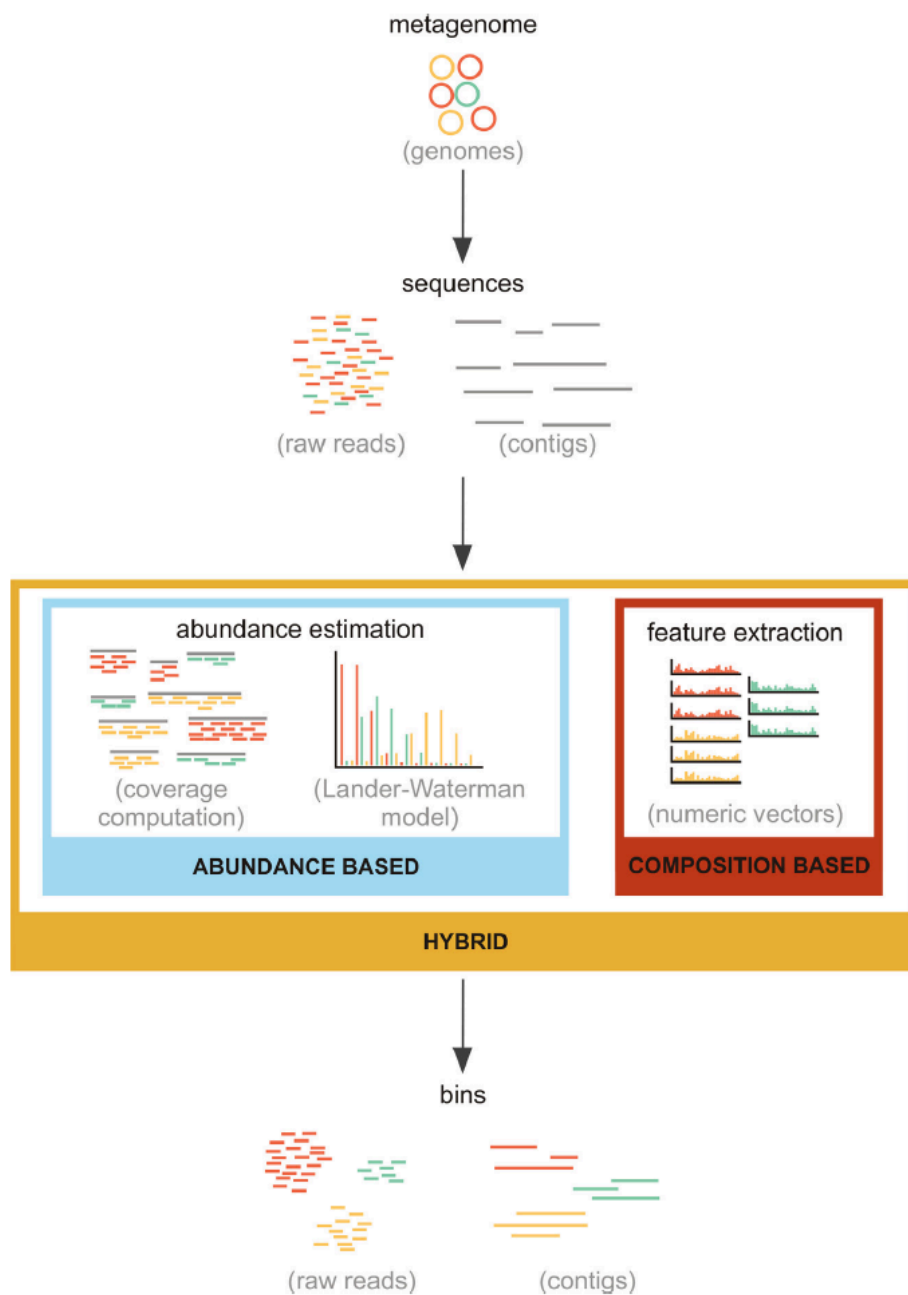 metagenome
(genomes)
sequences
(raw reads)
(contigs)
abundance estimation
(coverage
computation)
(Lander-Waterman
model)
ABUNDANCE BASED
feature extraction
(numeric vectors)
COMPOSITION BASED
HYBRID
bins
(raw reads)
(contigs)